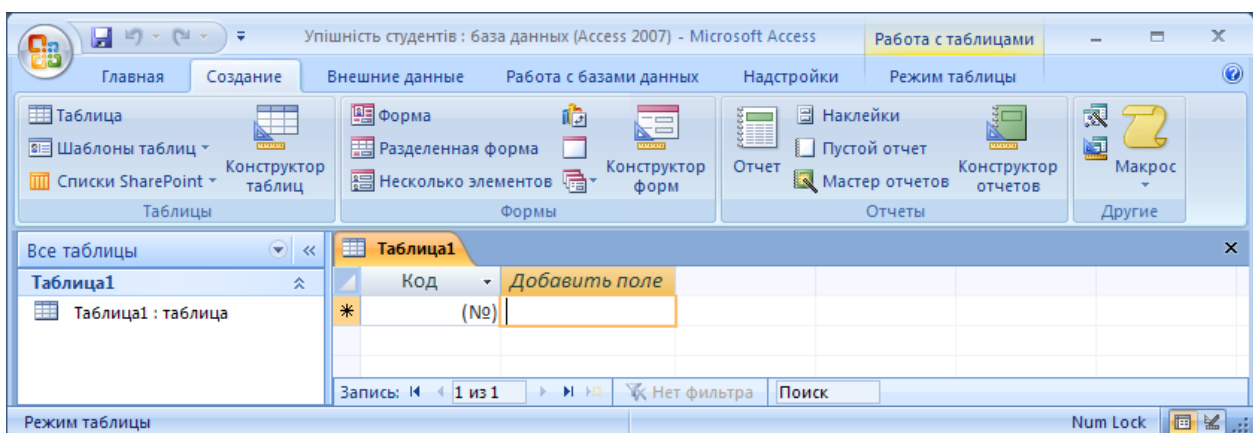 Упішність студентів : база данных (Access 2007) - Microsoft Access
Работа с таблицами
Главная Создание Внешние данные Работа с базами данных Надстройки Режим таблицы
Таблица
Шаблоны таблиц
Списки SharePoint
Конструктор
таблиц
Таблицы
Форма
Разделенная форма
Несколько элементов
Конструктор
форм
Формы
Отчет
Наклейки
Пустой отчет
Мастер отчетов
Конструктор
отчетов
Отчеты
Макрос
Другие
Все таблицы
Таблица1
Таблица1 : таблица
Таблица1
Код Добавить поле
(№)
Запись: 1 из 1 Нет фильтра Поиск
Режим таблицы Num Lock